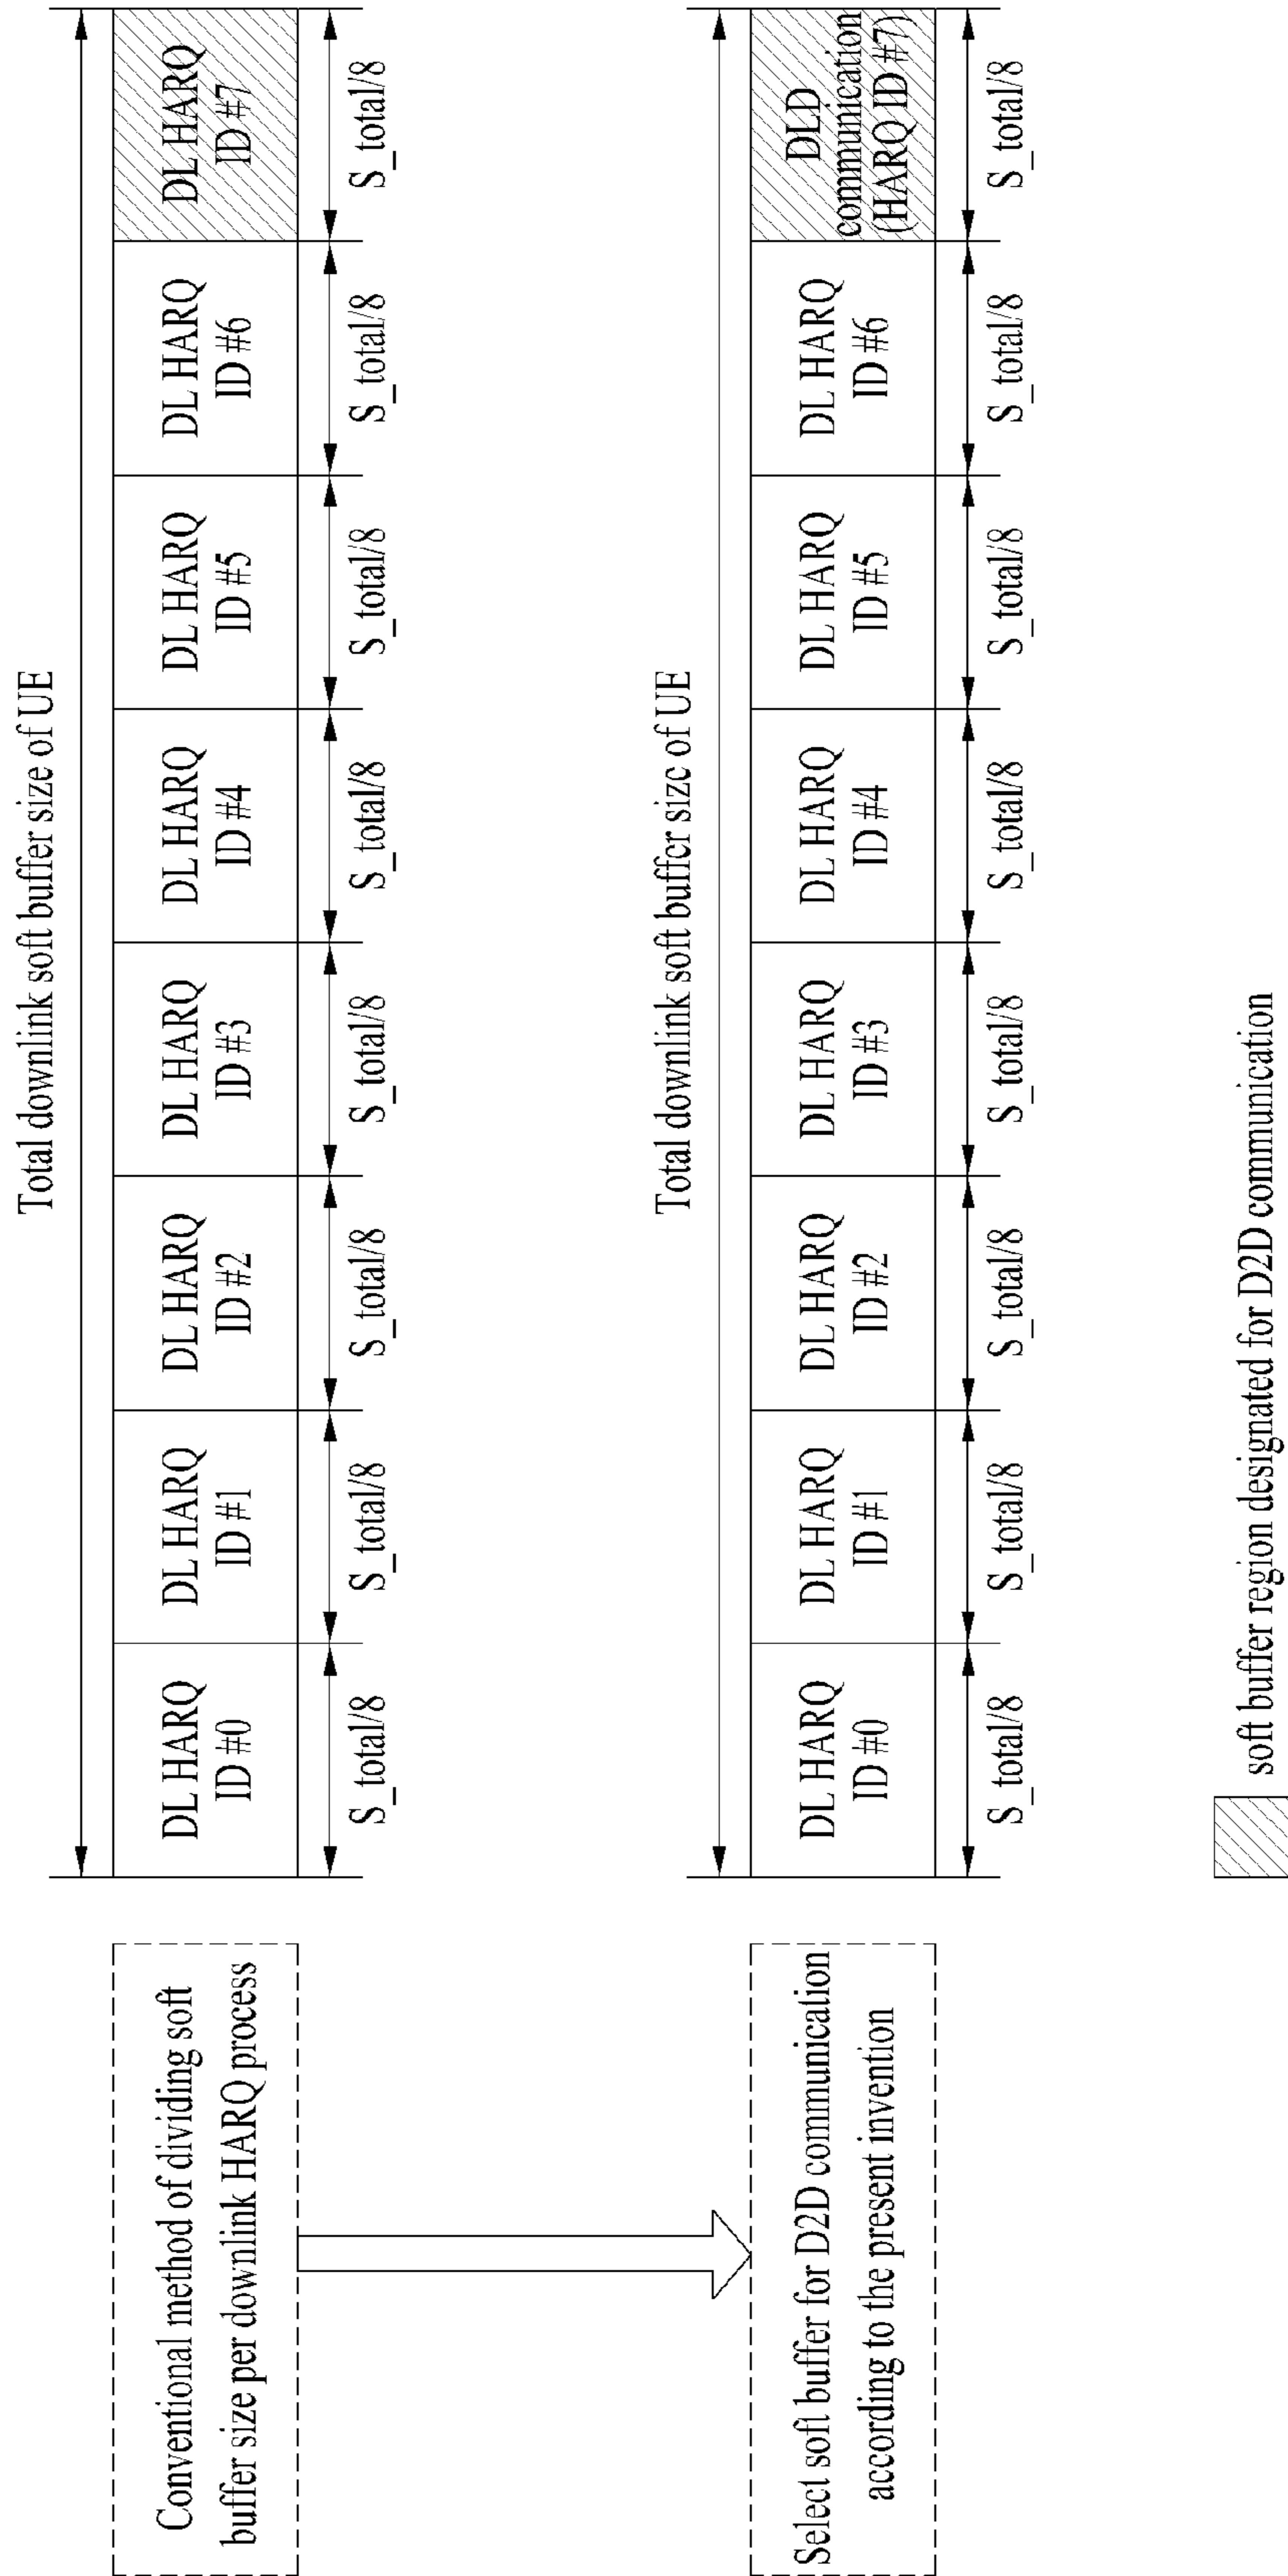 Total downlink soft buffer size of UE
Conventional method of dividing soft
buffer size per downlink HARQ process
DL HARQ
ID #0
DL HARQ
ID #1
DL HARQ
ID #2
DL HARQ
ID #3
DL HARQ
ID #4
DL HARQ
ID #5
DL HARQ
ID #6
DL HARQ
ID #7
S_total/8
S_total/8
S_total/8
S_total/8
S_total/8
S_total/8
S_total/8
S_total/8
Total downlink soft buffer size of UE
Select soft buffer for D2D communication
according to the present invention
DL HARQ
ID #0
DL HARQ
ID #1
DL HARQ
ID #2
DL HARQ
ID #3
DL HARQ
ID #4
DL HARQ
ID #5
DL HARQ
ID #6
DLD
communication
(HARQ ID #7)
S_total/8
S_total/8
S_total/8
S_total/8
S_total/8
S_total/8
S_total/8
S_total/8
soft buffer region designated for D2D communication